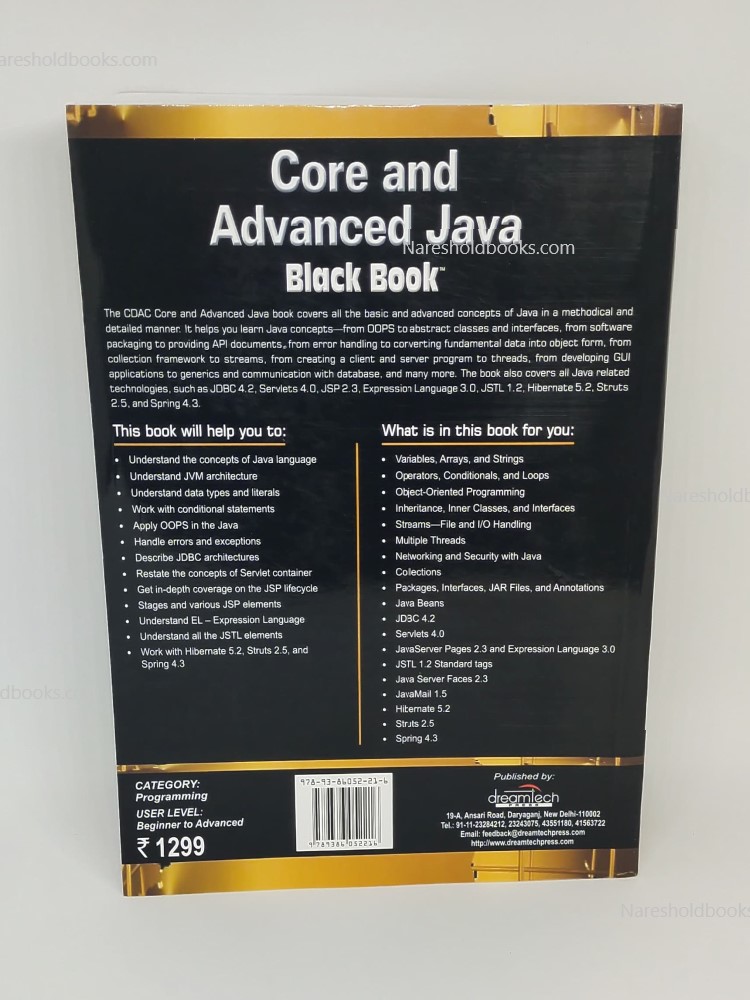 aresholdbooks.com
Core and
Advanced Java
Naresholdbooks.com
Black Book™
The CDAC Core and Advanced Java book covers all the basic and advanced concepts of Java in a methodical and
detailed manner. It helps you learn Java concepts—from OOPS to abstract classes and interfaces, from software
packaging to providing API documents, from error handling to converting fundamental data into object form, from
collection framework to streams, from creating a client and server program to threads, from developing GUI
applications to generics and communication with database, and many more. The book also covers all Java related
technologies, such as JDBC 4.2, Servlets 4.0, JSP 2.3, Expression Language 3.0, JSTL 1.2, Hibernate 5.2, Struts
2.5, and Spring 4.3.
This book will help you to:
• Understand the concepts of Java language
• Understand JVM architecture
• Understand data types and literals
• Work with conditional statements
• Apply OOPS in the Java
• Handle errors and exceptions
• Describe JDBC architectures
• Restate the concepts of Servlet container
• Get in-depth coverage on the JSP lifecycle
• Stages and various JSP elements
• Understand EL – Expression Language
• Understand all the JSTL elements
• Work with Hibernate 5.2, Struts 2.5, and
Spring 4.3
What is in this book for you:
• Variables, Arrays, and Strings
• Operators, Conditionals, and Loops
• Object-Oriented Programming
• Inheritance, Inner Classes, and Interfaces
• Streams—File and I/O Handling
• Multiple Threads
• Networking and Security with Java
• Collections
• Packages, Interfaces, JAR Files, and Annotations
• Java Beans
• JDBC 4.2
• Servlets 4.0
• JavaServer Pages 2.3 and Expression Language 3.0
• JSTL 1.2 Standard tags
• Java Server Faces 2.3
• JavaMail 1.5
• Hibernate 5.2
• Struts 2.5
• Spring 4.3
aresholdb
dbooks.com
CATEGORY:
Programming
USER LEVEL:
Beginner to Advanced
₹ 1299
978-93-86052-21-6
9 789386 052216
Published by:
dreamtech
PRESS
19-A, Ansari Road, Daryaganj, New Delhi-110002
Tel.: 91-11-23284212, 23243075, 43551180, 41563722
Email: feedback@dreamtechpress.com
http://www.dreamtechpress.com
Naresholdbooks